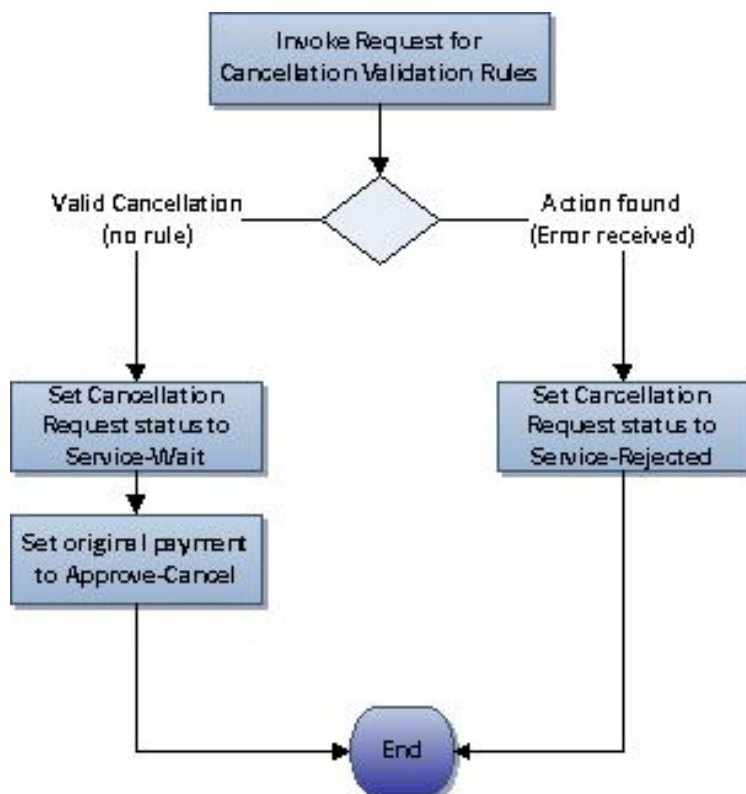 Invoke Request for
Cancellation Validation Rules
Valid Cancellation
(no rule)
Action found
(Error received)
Set Cancellation
Request status to
Service-Wait
Set Cancellation
Request status to
Service-Rejected
Set original payment
to Approve-Cancel
End